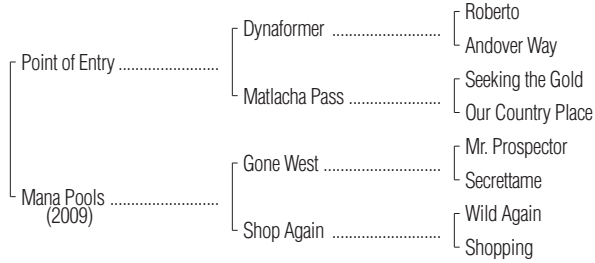 Roberto
Dynaformer ......................
Andover Way
Point of Entry ....................
Seeking the Gold
Matlacha Pass ...................
Our Country Place
Mr. Prospector
Gone West ........................
Secrettame
Mana Pools ......................
(2009)
Wild Again
Shop Again ......................
Shopping